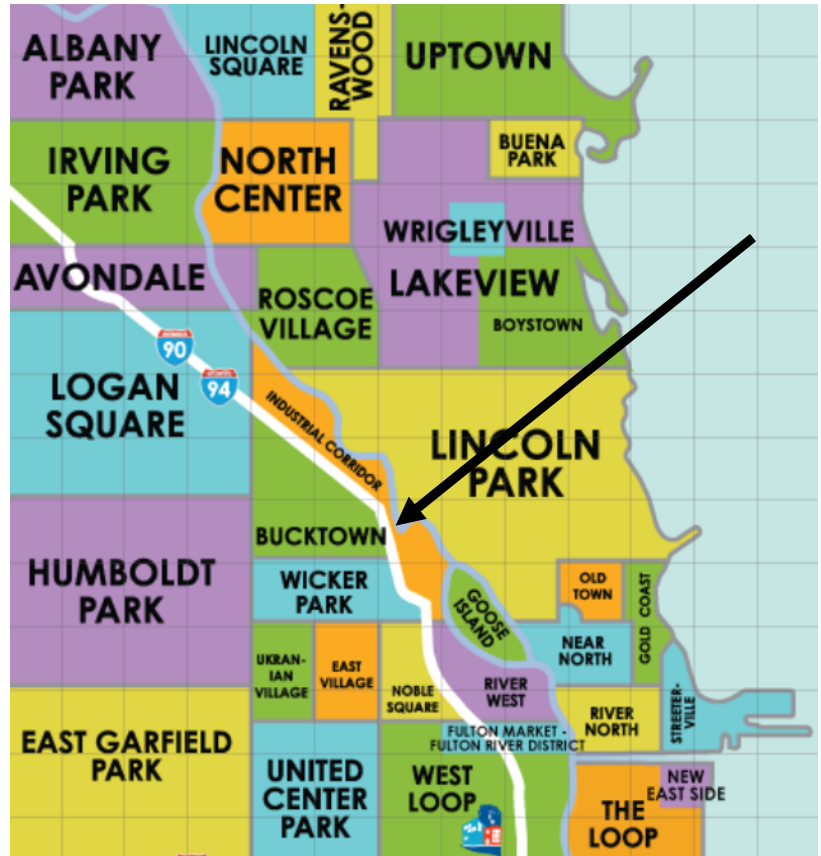 ALBANY
PARK
LINCOLN
SQUARE
RAVENS-
WOOD
UPTOWN
IRVING
PARK
NORTH
CENTER
BUENA
PARK
WRIGLEYVILLE
AVONDALE
ROSCOE
VILLAGE
LAKEVIEW
BOYSTOWN
90
94
LOGAN
SQUARE
INDUSTRIAL CORRIDOR
LINCOLN
PARK
BUCKTOWN
HUMBOLDT
PARK
WICKER
PARK
GOOSE
ISLAND
OLD
TOWN
GOLD COAST
NEAR
NORTH
UKRAN-
IAN
VILLAGE
EAST
VILLAGE
NOBLE
SQUARE
RIVER
WEST
RIVER
NORTH
STREETER-
VILLE
EAST GARFIELD
PARK
FULTON MARKET -
FULTON RIVER DISTRICT
UNITED
CENTER
PARK
WEST
LOOP
NEW
EAST SIDE
THE
LOOP